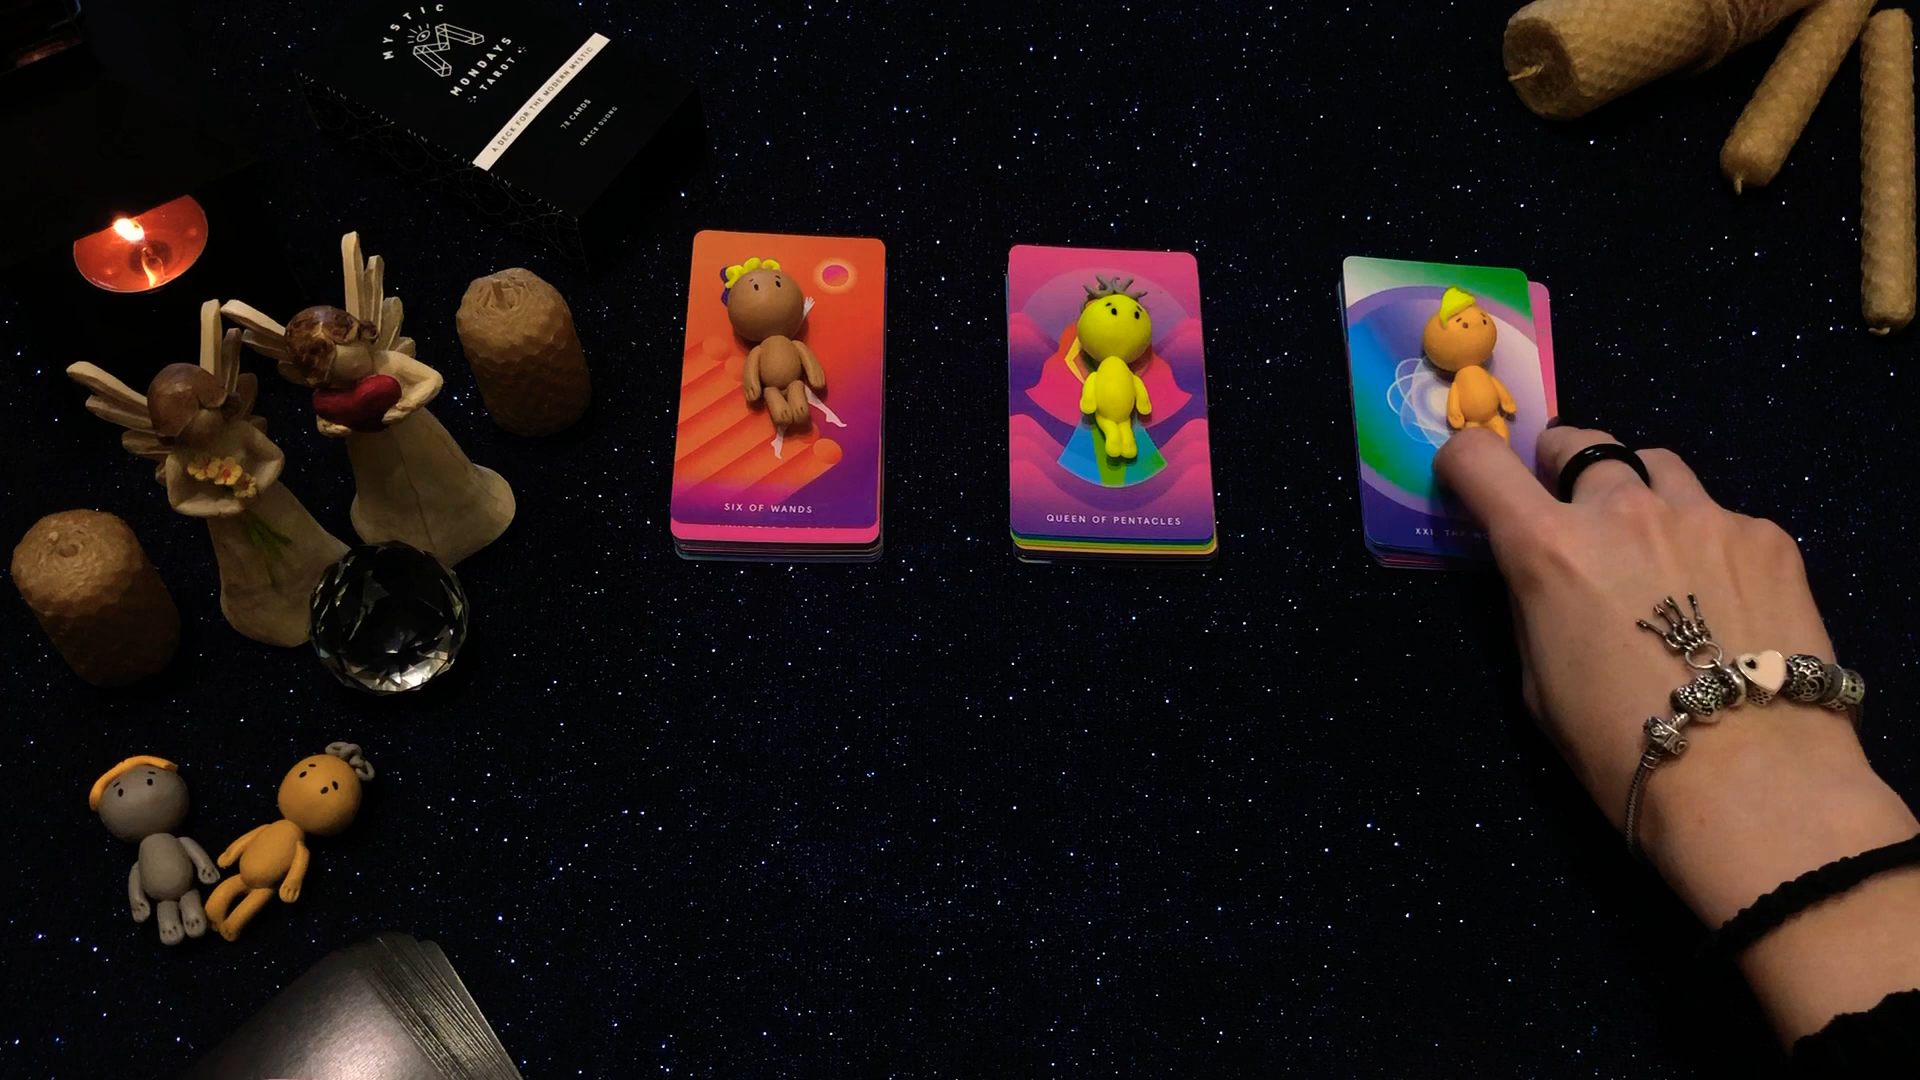 MYSTIC
MONDAYS
TAROT
A DECK FOR THE MODERN MYSTIC
78 CARDS
GRACE DUONG
SIX OF WANDS
QUEEN OF PENTACLES
XXI. THE